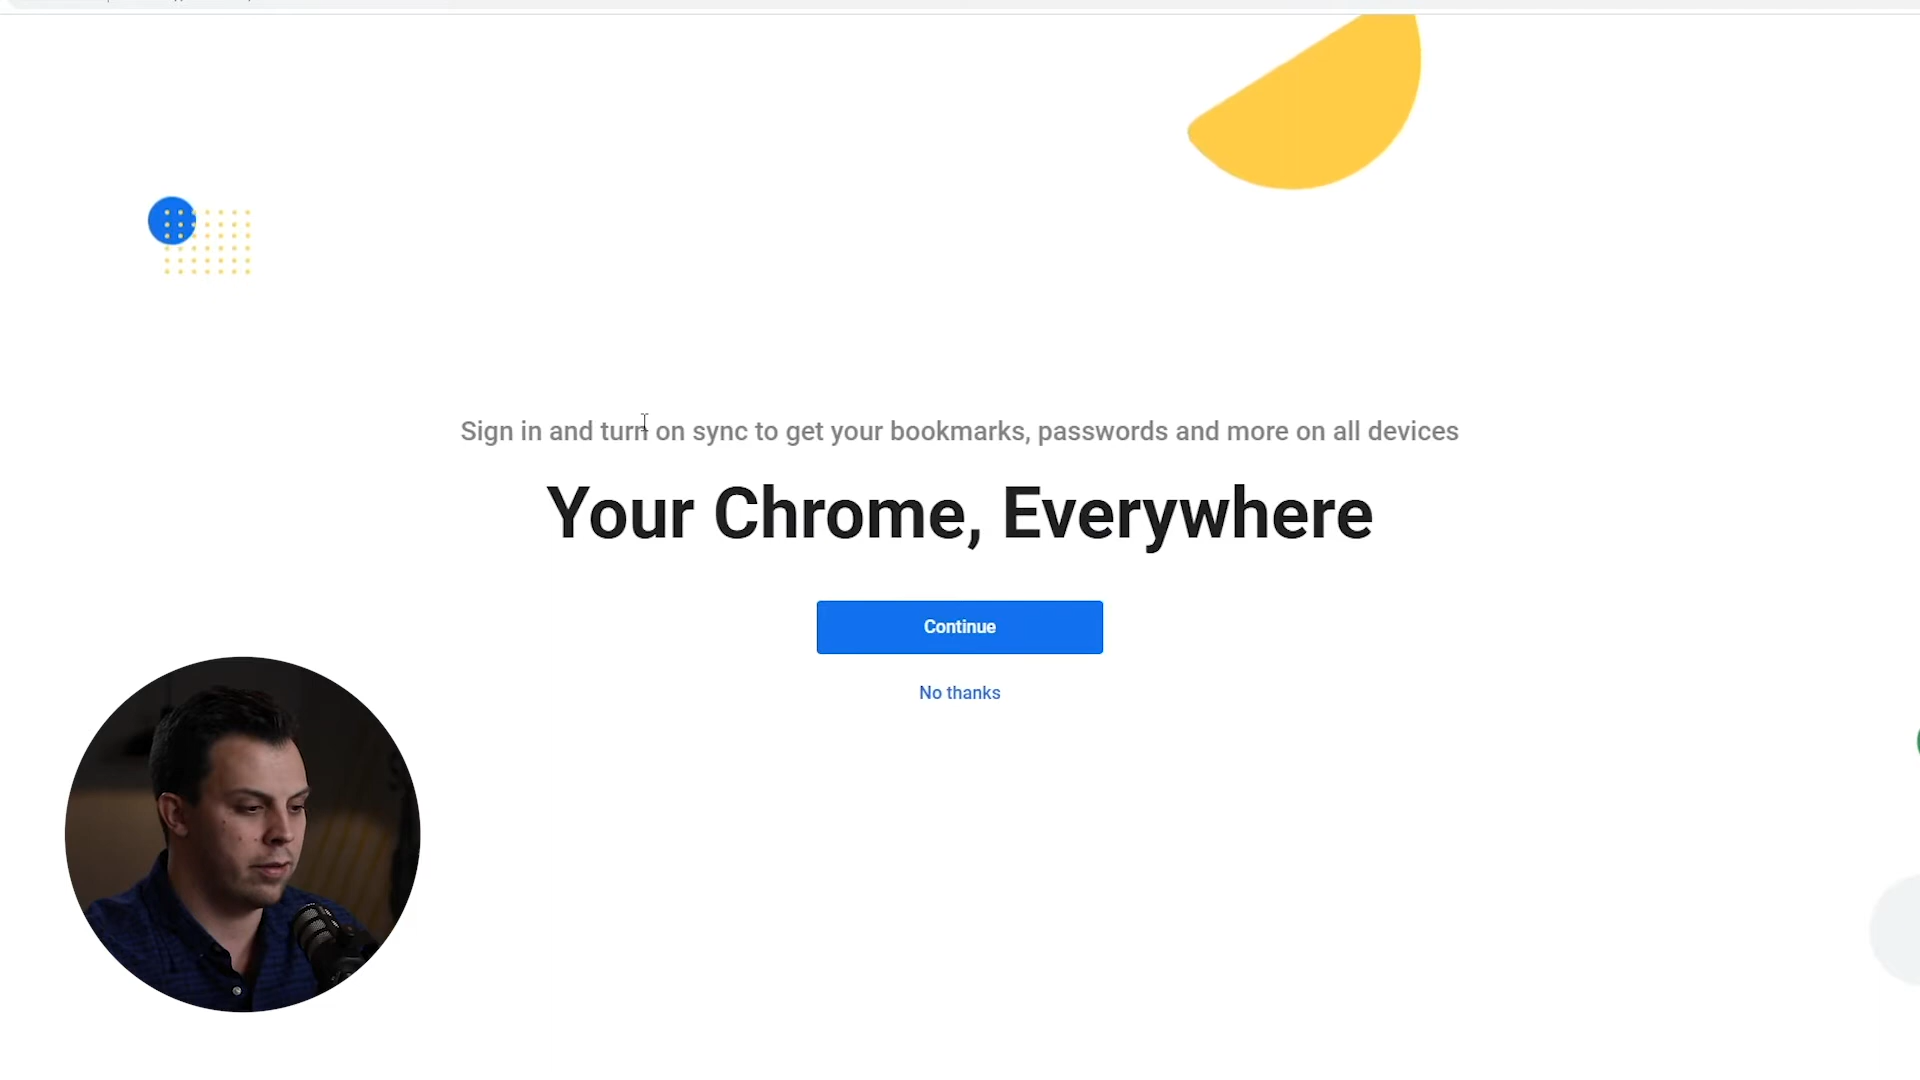 Sign in and turn on sync to get your bookmarks, passwords and more on all devices
Your Chrome, Everywhere
Continue
No thanks